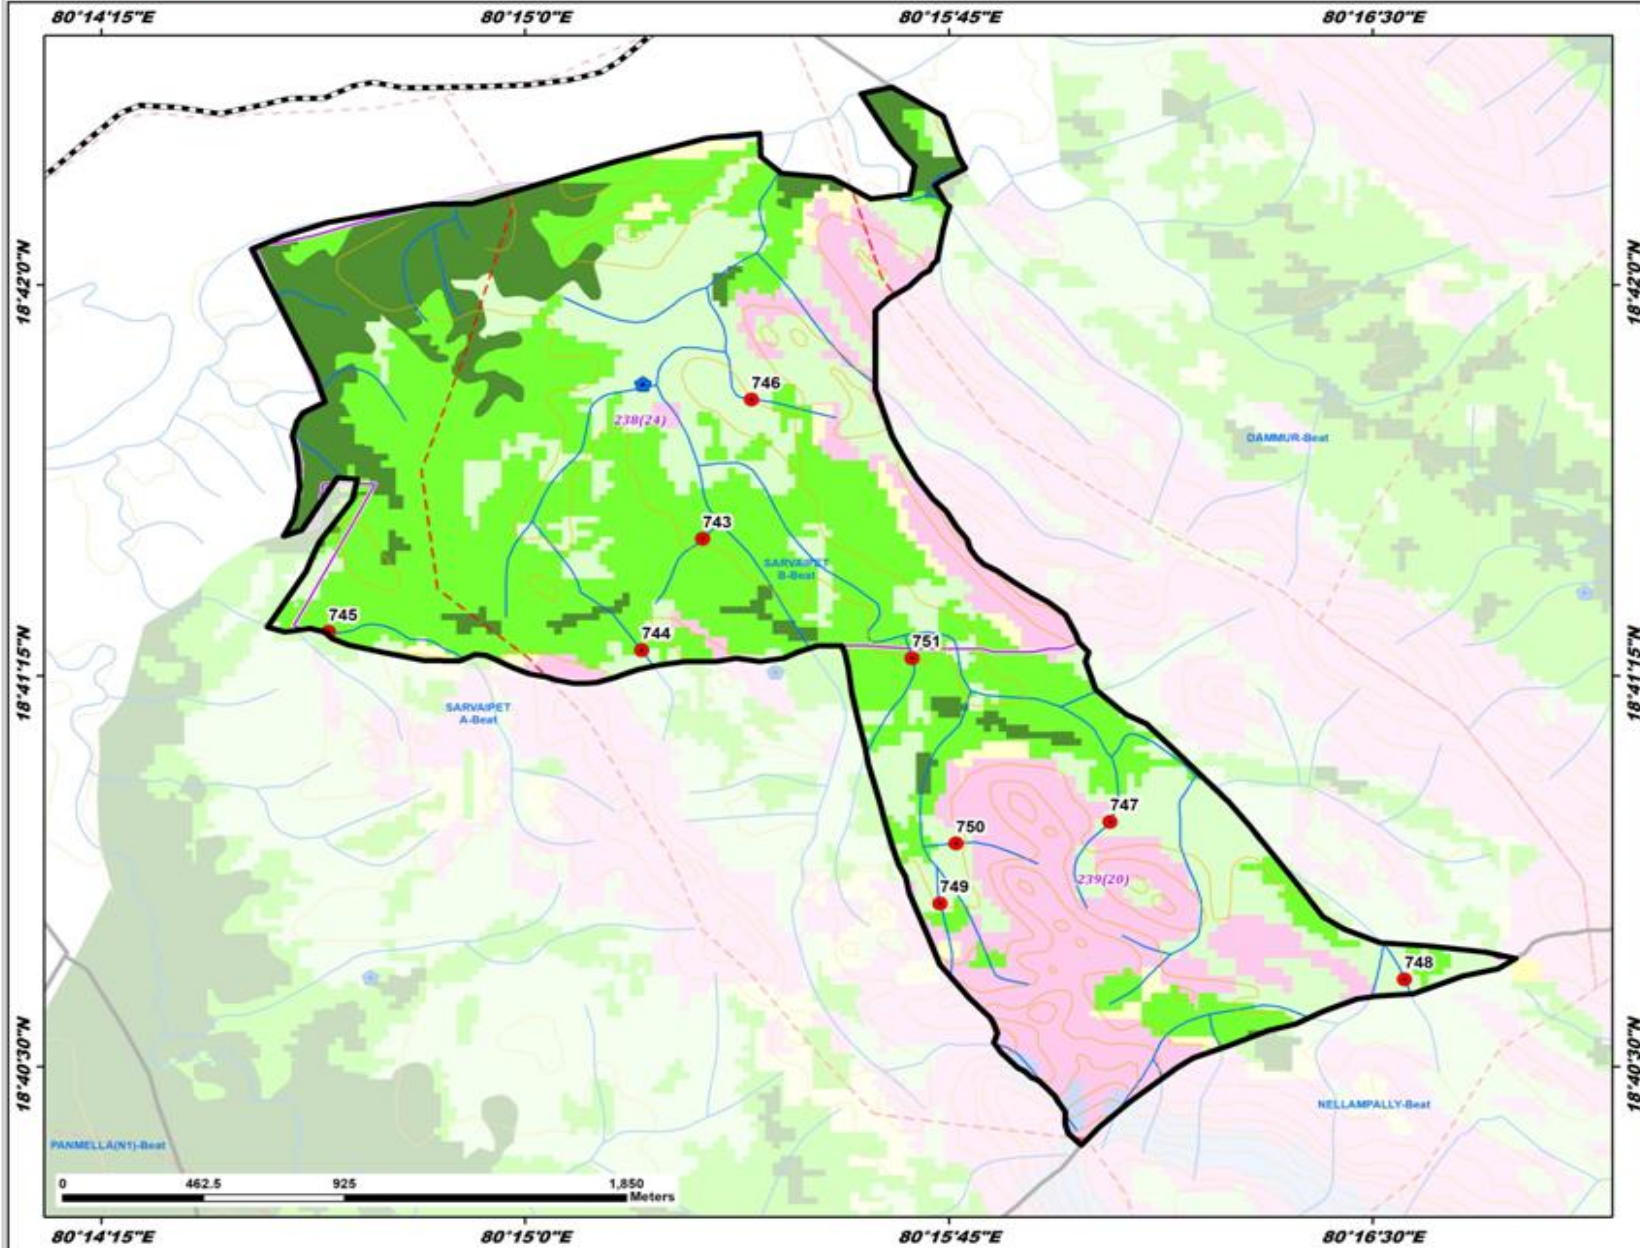 80°14'15"E 80°15'0"E 80°15'45"E 80°16'30"E
18°42'0"N
18°42'0"N
746
238(24)
DAMMUR-Beat
743
SARVAIPET
B-Beat
745
744
751
18°41'15"N
18°41'15"N
SARVAIPET
A-Beat
747
750
239(20)
749
748
18°40'30"N
18°40'30"N
NELLAMPALLY-Beat
PANMELLA(N1)-Beat
0 462.5 925 1,850
Meters
80°14'15"E 80°15'0"E 80°15'45"E 80°16'30"E